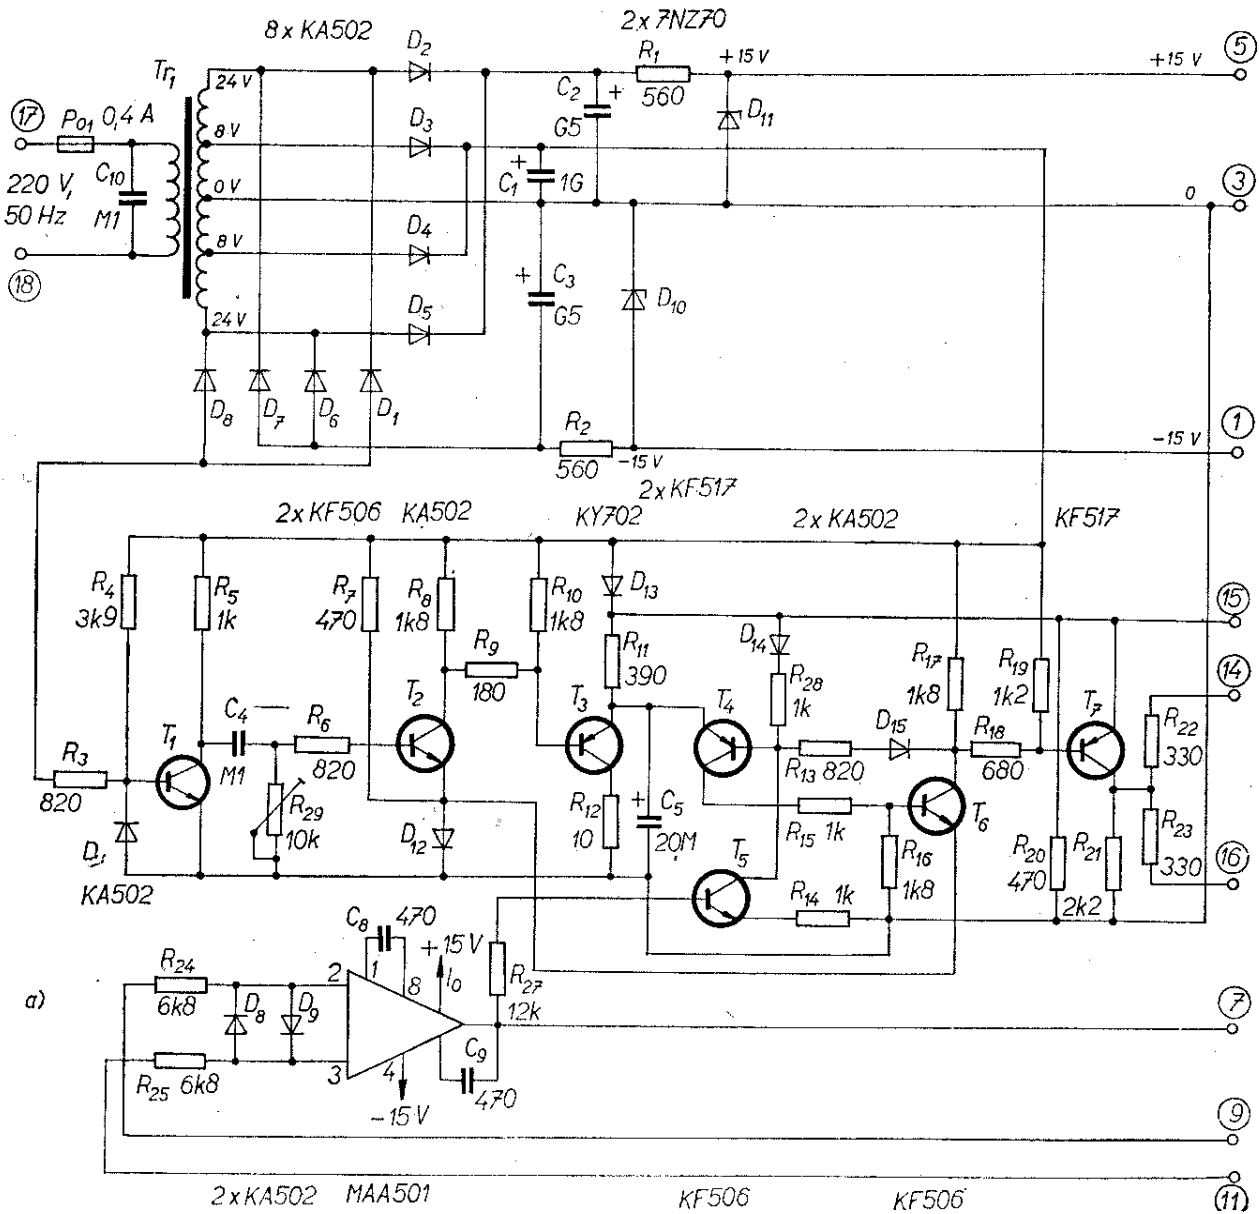 8 x KA502
2 x 7NZ70
5
D2
R1
+15 V
+15 V
Tr1
24 V
C2 +
560
D11
17
Po1 0,4 A
G5
8 V
D3
C10
+
C1
1G
3
220 V,
0 V
0
50 Hz
M1
D4
8 V
18
+
C3
G5
D10
D5
24 V
D8
D7
D6
D1
R2
1
-15 V
560
-15 V
2 x KF517
2 x KF506
KA502
KY702
2 x KA502
KF517
R4
3k9
R5
1k
R7
470
R8
1k8
R10
1k8
D13
15
R9
180
R11
390
D14
R17
1k8
R19
1k2
14
T2
T3
T4
R28
1k
T7
C4
R6
D15
R18
R22
330
R3
T1
M1
820
R13 820
680
820
R29
10k
R12
10
+
C5
20M
T6
R15
1k
R23
330
D12
R16
1k8
R20
470
R21
16
KA502
T5
R14
1k
2k2
C8
470
+15 V
1
8
I0
R24
6k8
2
R27
12k
a)
D8
D9
7
R25
6k8
3
4
C9
470
-15 V
9
2 x KA502
MAA501
KF506
KF506
11